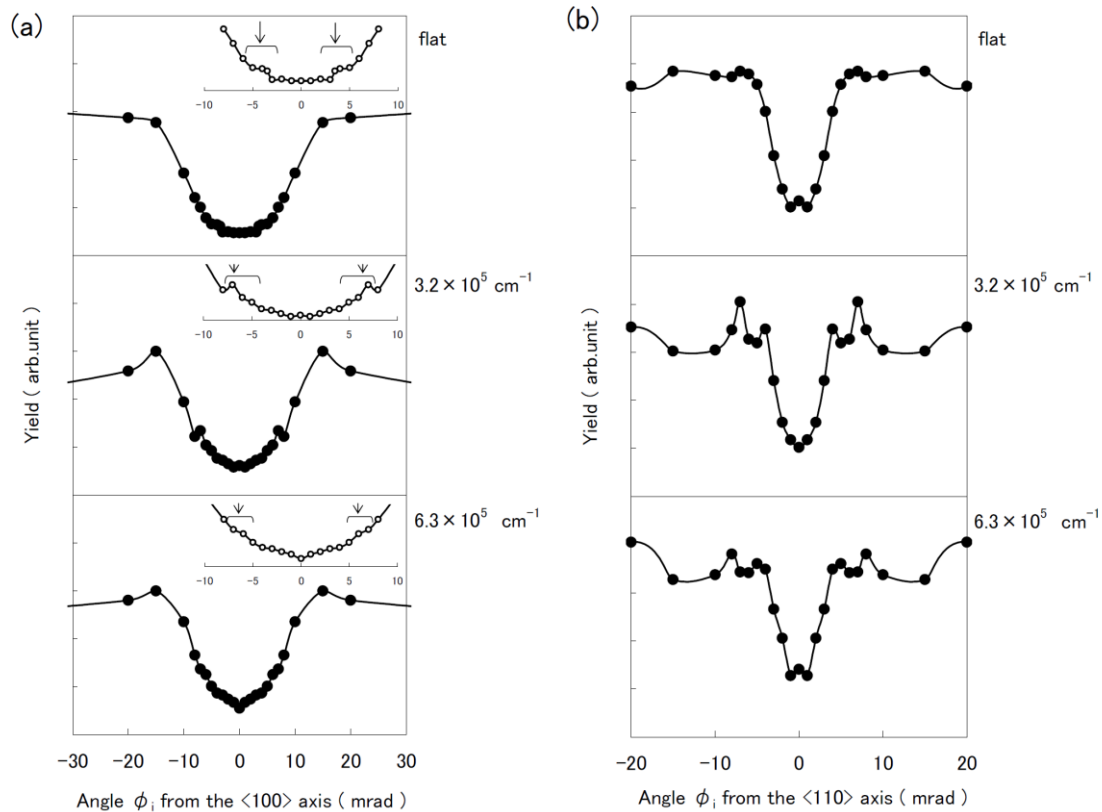 (a)
flat
-10 -5 0 5 10
3.2 × 10⁵ cm⁻¹
-10 -5 0 5 10
Yield ( arb.unit )
6.3 × 10⁵ cm⁻¹
-10 -5 0 5 10
-30 -20 -10 0 10 20 30
Angle ϕi from the <100> axis ( mrad )
(b)
flat
3.2 × 10⁵ cm⁻¹
Yield ( arb.unit )
6.3 × 10⁵ cm⁻¹
-20 -10 0 10 20
Angle ϕi from the <110> axis ( mrad )